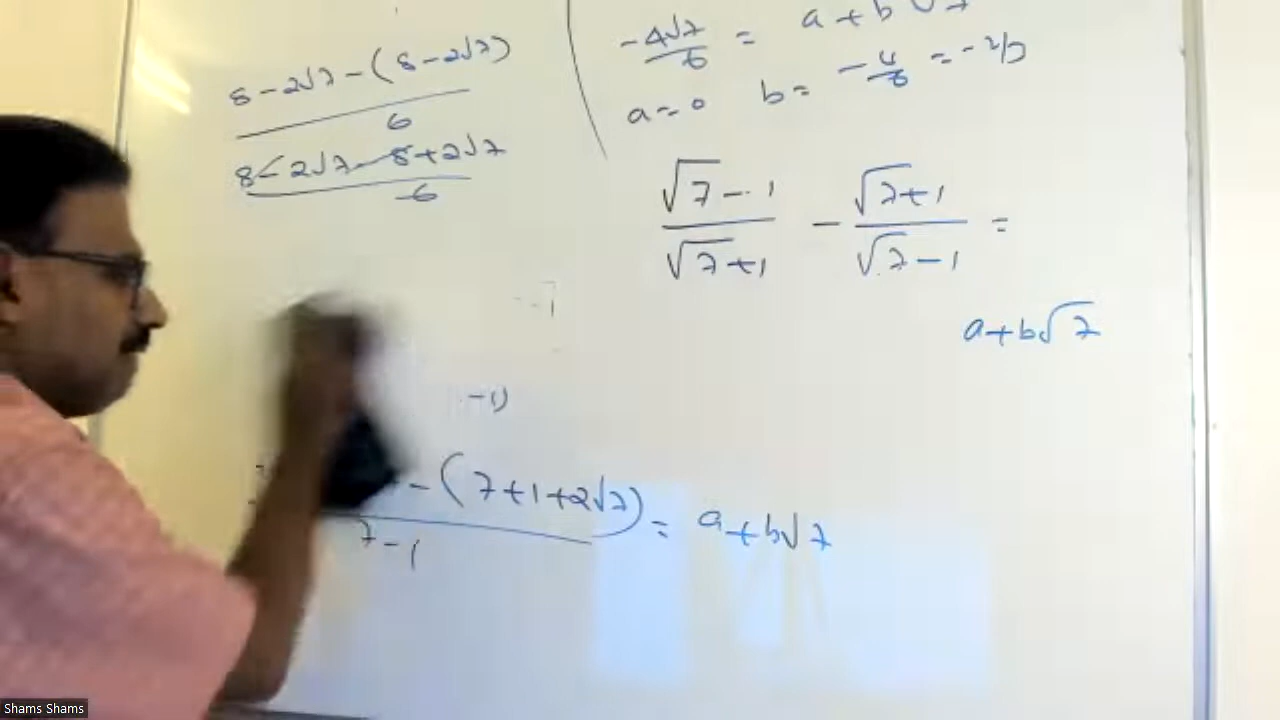 8-2√7-(8-2√7)
6
8-2√7-8+2√7
6
-4√7/6 = a+b√7
a=0 b= -4/6 = -2/3
√7-1/√7+1 - √7+1/√7-1 =
a+b√7
-1)
-(7+1+2√7) = a+b√7
7-1
Shams Shams